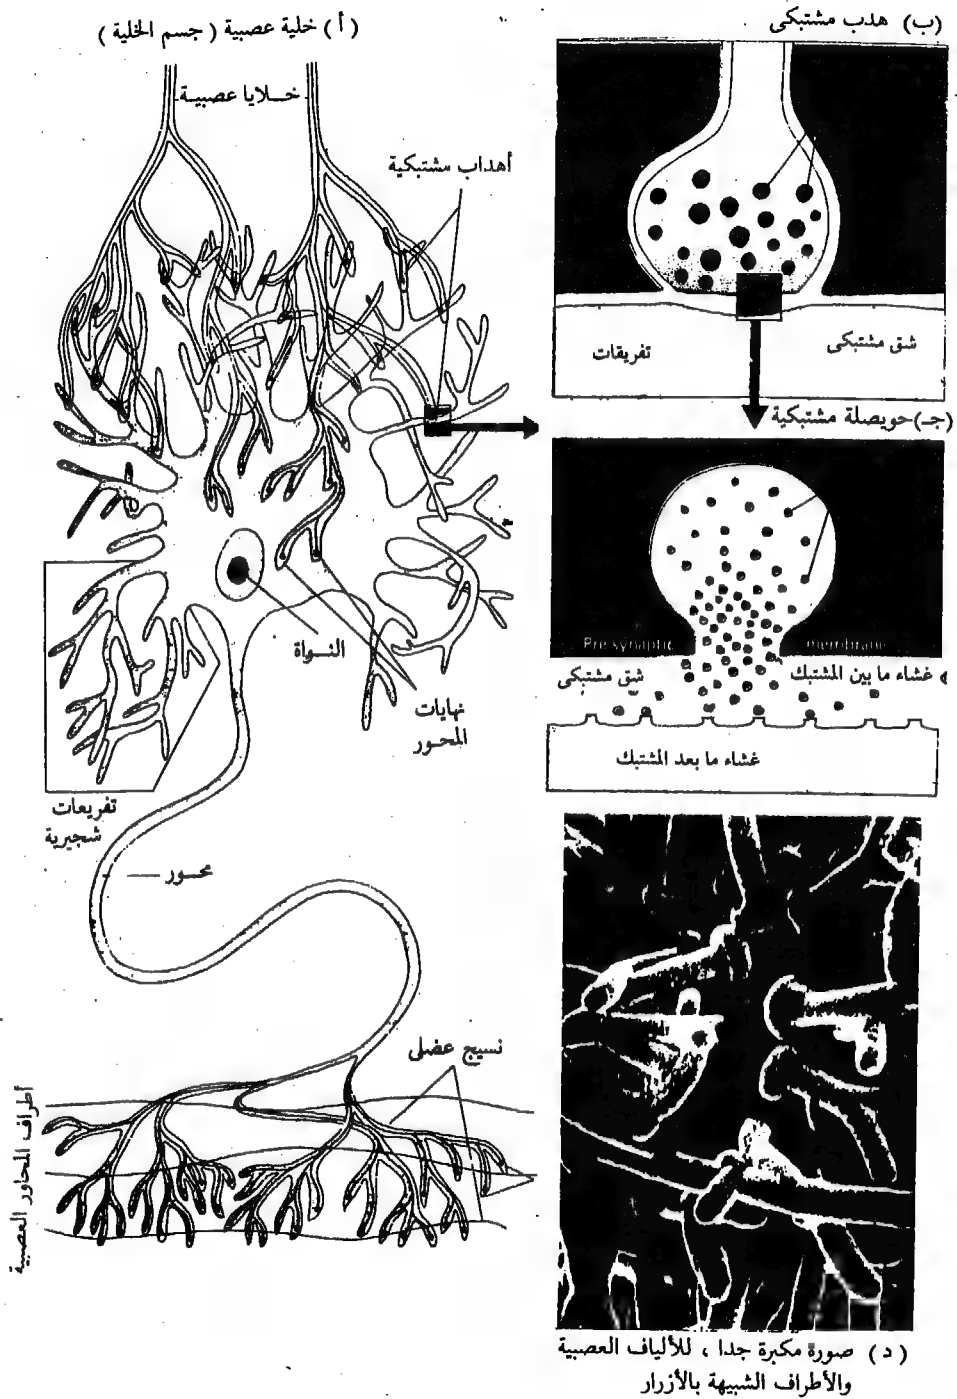 (أ) خلية عصبية (جسم الخلية)
خلايا عصبية
أهداب مشتبكية
النواة
نهايات
المحور
تفريعات
شجيرية
محور
نسيج عضلى
أطراف المحاور العصبية
(ب) هدب مشتبكى
شق مشتبكى
تفريقات
(جـ) حويصلة مشتبكية
Pre synaptic membrane
غشاء ما بين المشتبك
شق مشتبكى
غشاء ما بعد المشتبك
(د) صورة مكبرة جدا ، للألياف العصبية
والأطراف الشبيهة بالأزرار